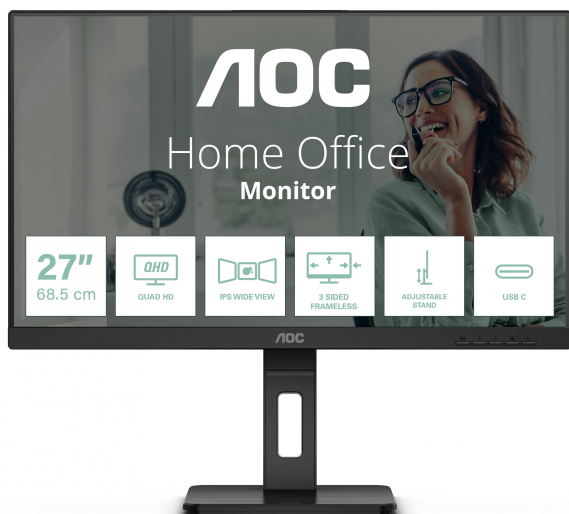 AOC
Home Office
Monitor
27"
68.5 cm
QHD
QUAD HD
IPS WIDE VIEW
3 SIDED
FRAMELESS
ADJUSTABLE
STAND
USB C
AOC